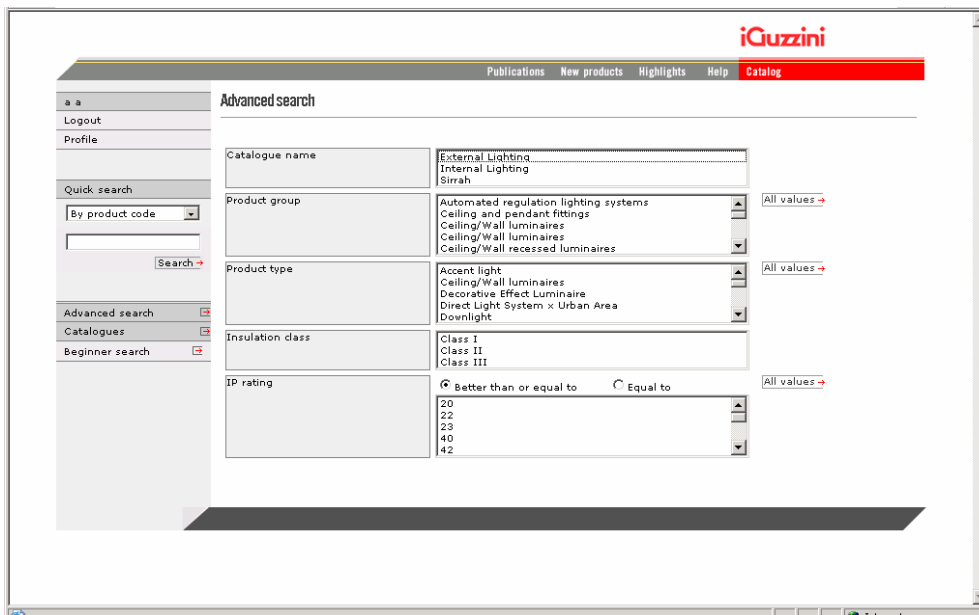 iGuzzini
Publications New products Highlights Help Catalog
a a
Logout
Profile
Quick search
By product code
Search
Advanced search
Catalogues
Beginner search
Advanced search
Catalogue name
External Lighting
Internal Lighting
Sirrah
Product group
Automated regulation lighting systems
Ceiling and pendant fittings
Ceiling/Wall luminaires
Ceiling/Wall luminaires
Ceiling/Wall recessed luminaires
All values
Product type
Accent light
Ceiling/Wall luminaires
Decorative Effect Luminaire
Direct Light System x Urban Area
Downlight
All values
Insulation class
Class I
Class II
Class III
IP rating
Better than or equal to Equal to
20
22
23
40
42
All values